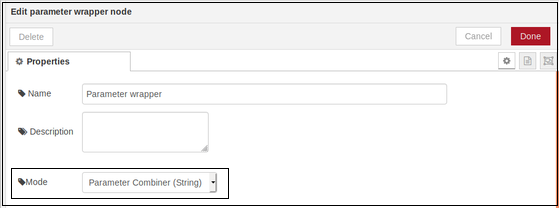 Edit parameter wrapper node
Delete
Cancel
Done
Properties
Name
Parameter wrapper
Description
Mode
Parameter Combiner (String)